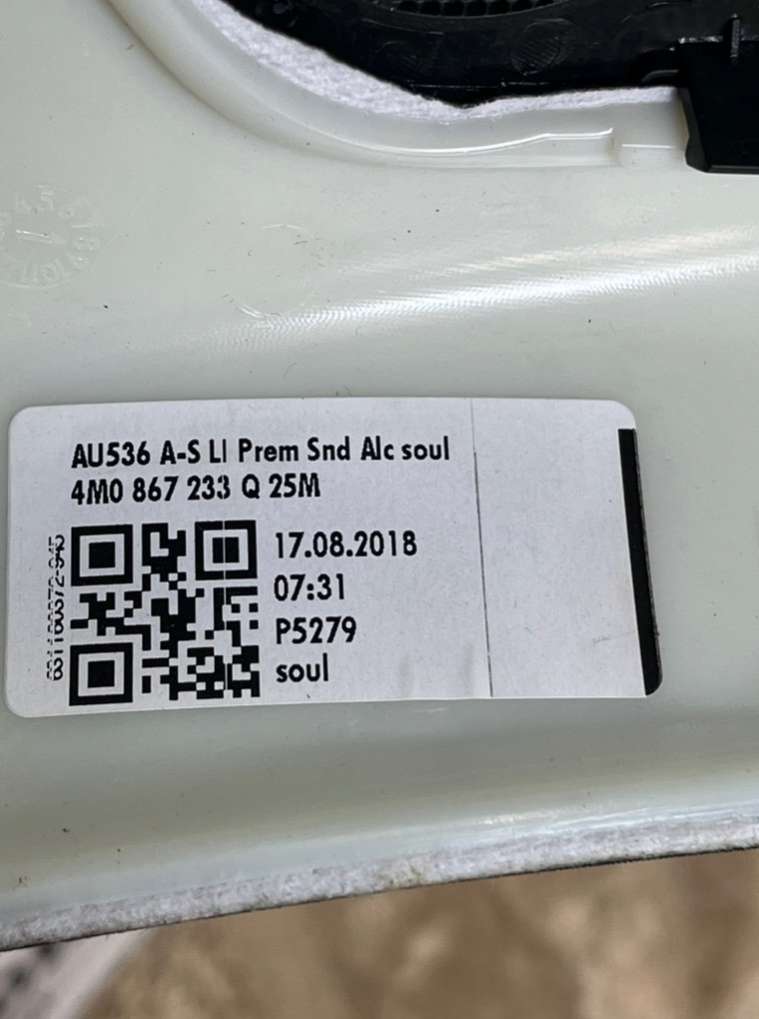 AU536 A-S LI Prem Snd Alc soul
4M0 867 233 Q 25M
17.08.2018
07:31
P5279
soul